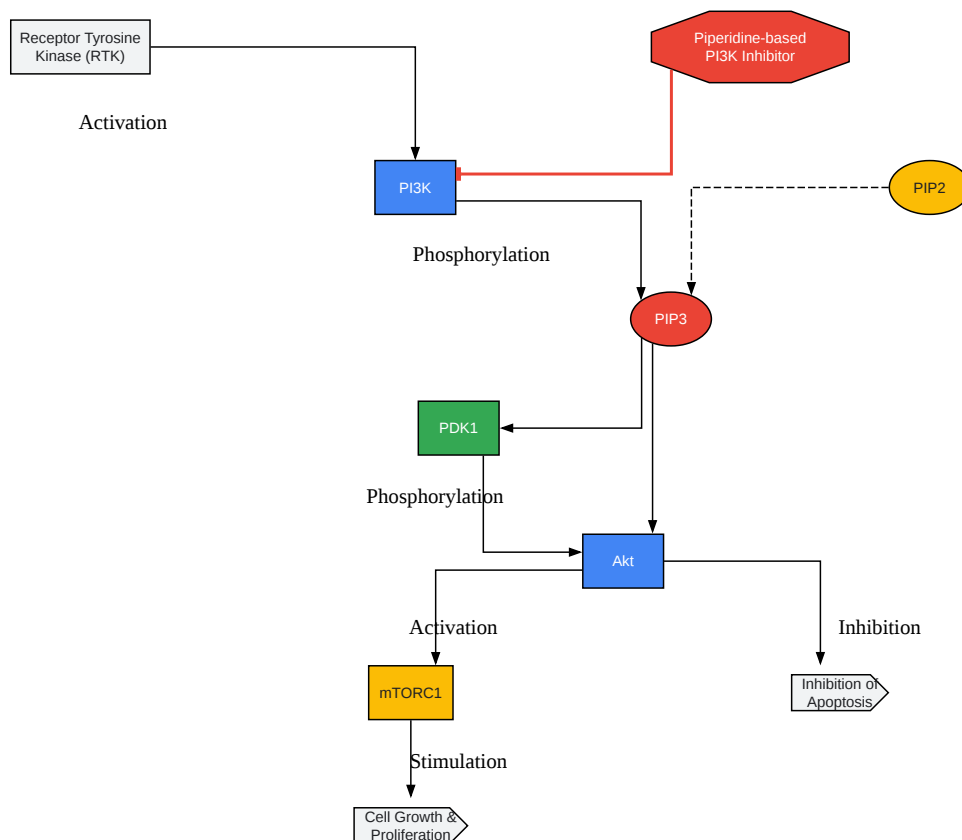 Receptor Tyrosine
Kinase (RTK)
Piperidine-based
PI3K Inhibitor
Activation
PI3K
PIP2
Phosphorylation
PIP3
PDK1
Phosphorylation
Akt
Activation
Inhibition
mTORC1
Inhibition of
Apoptosis
Stimulation
Cell Growth &
Proliferation